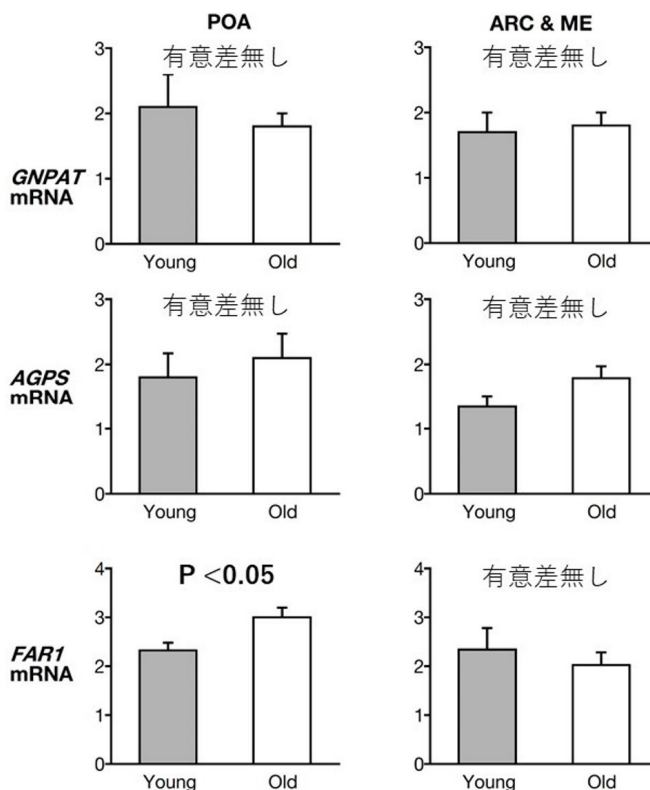 POA
ARC & ME
GNPAT
mRNA
3
2
1
0
有意差無し
Young
Old
3
2
1
0
有意差無し
Young
Old
AGPS
mRNA
3
2
1
0
有意差無し
Young
Old
3
2
1
0
有意差無し
Young
Old
FAR1
mRNA
4
3
2
1
0
P <0.05
Young
Old
4
3
2
1
0
有意差無し
Young
Old